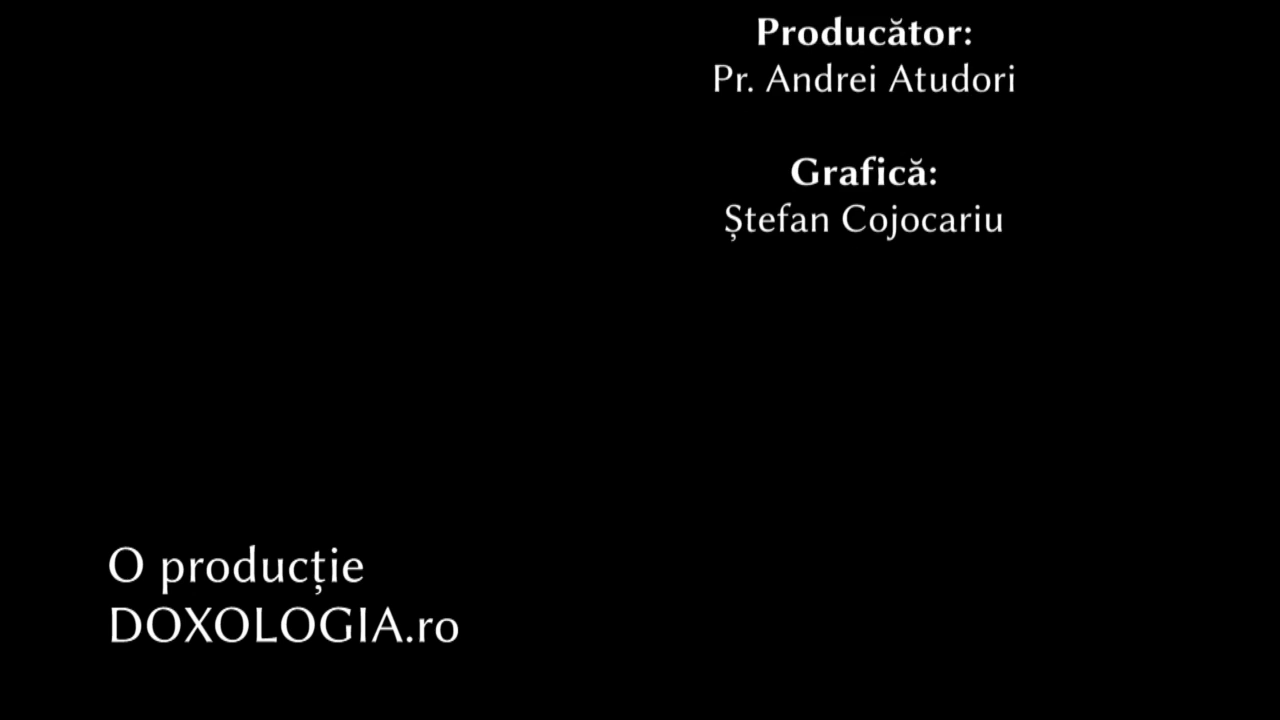 Producător:
Pr. Andrei Atudori
Grafică:
Ștefan Cojocariu
O producție
DOXOLOGIA.ro